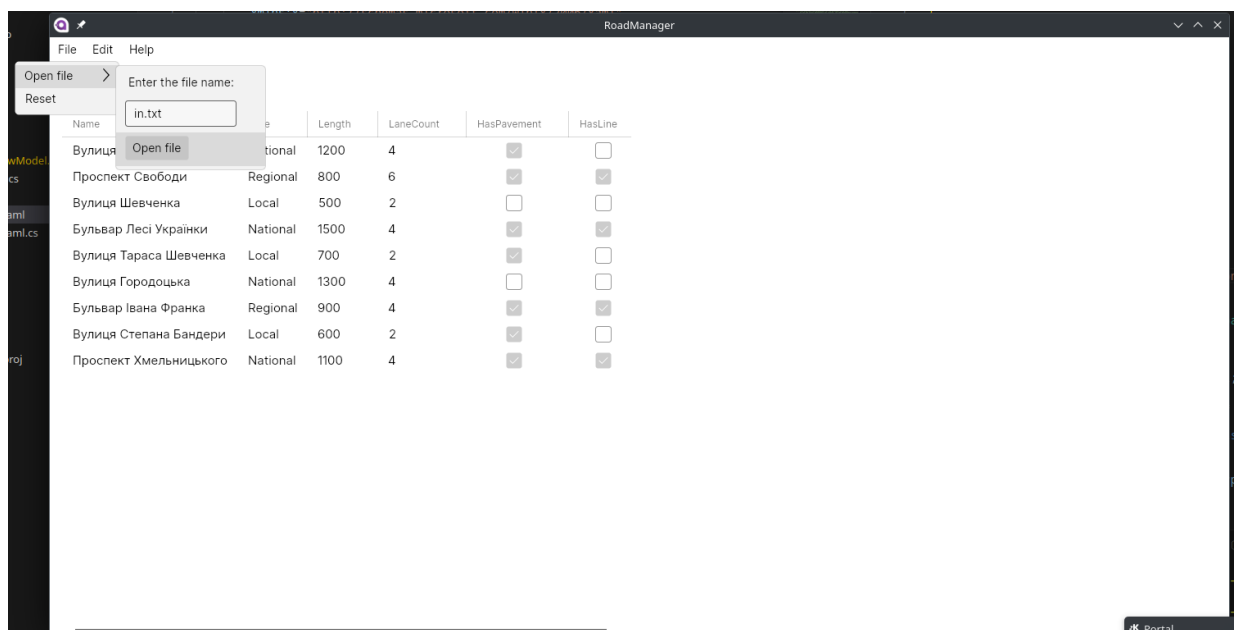 RoadManager
File Edit Help
Open file
Reset
Enter the file name:
in.txt
Open file
Name Length LaneCount HasPavement HasLine
Вулиця 1200 4
Проспект Свободи Regional 800 6
Вулиця Шевченка Local 500 2
Бульвар Лесі Українки National 1500 4
Вулиця Тараса Шевченка Local 700 2
Вулиця Городоцька National 1300 4
Бульвар Івана Франка Regional 900 4
Вулиця Степана Бандери Local 600 2
Проспект Хмельницького National 1100 4
wModel.
cs
aml
aml.cs
roj
Portal